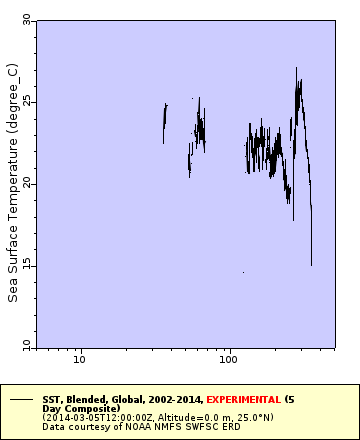 30
25
20
15
10
Sea Surface Temperature (degree_C)
10
100
SST, Blended, Global, 2002-2014, EXPERIMENTAL (5
Day Composite)
(2014-03-05T12:00:00Z, Altitude=0.0 m, 25.0°N)
Data courtesy of NOAA NMFS SWFSC ERD